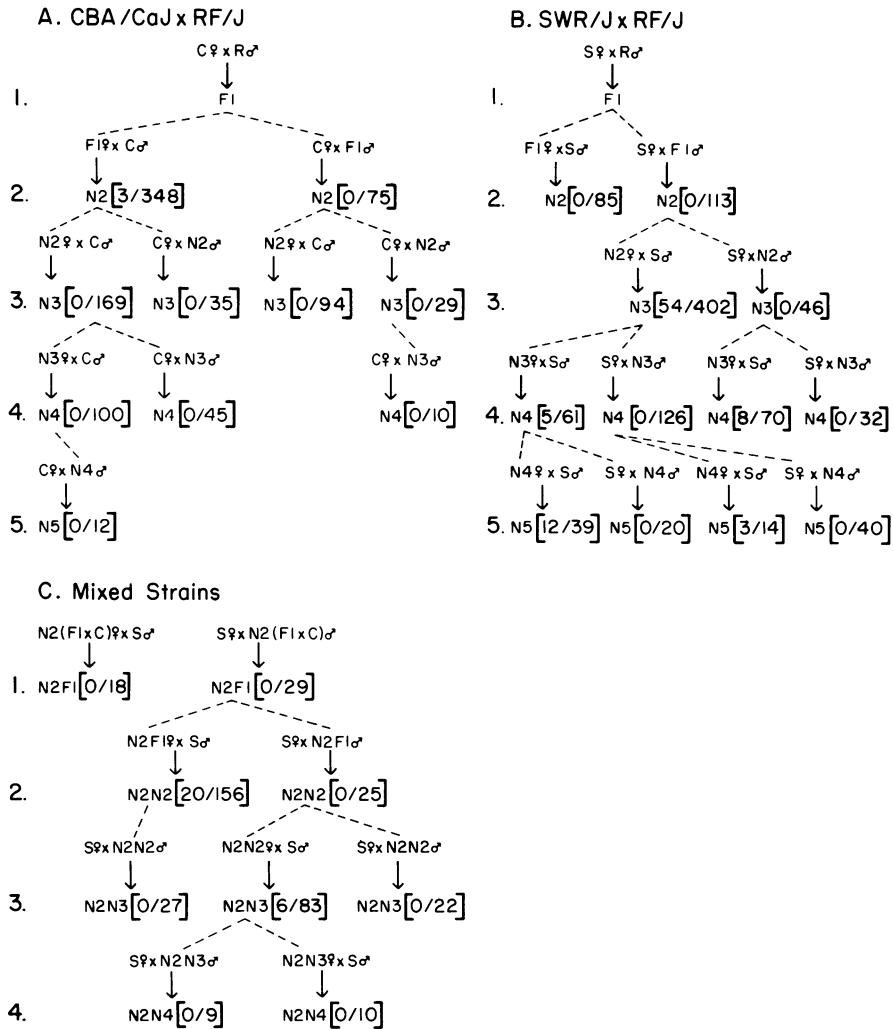 A. CBA/CaJ x RF/J
C♀ x R♂
1. F1
F1♀ x C♂ C♀ x F1♂
2. N2[3/348] N2[0/75]
N2♀ x C♂ C♀ x N2♂ N2♀ x C♂ C♀ x N2♂
3. N3[0/169] N3[0/35] N3[0/94] N3[0/29]
N3♀ x C♂ C♀ x N3♂ C♀ x N3♂
4. N4[0/100] N4[0/45] N4[0/10]
C♀ x N4♂
5. N5[0/12]
B. SWR/J x RF/J
S♀ x R♂
1. F1
F1♀ x S♂ S♀ x F1♂
2. N2[0/85] N2[0/113]
N2♀ x S♂ S♀ x N2♂
3. N3[54/402] N3[0/46]
N3♀ x S♂ S♀ x N3♂ N3♀ x S♂ S♀ x N3♂
4. N4[5/61] N4[0/126] N4[8/70] N4[0/32]
N4♀ x S♂ S♀ x N4♂ N4♀ x S♂ S♀ x N4♂
5. N5[12/39] N5[0/20] N5[3/14] N5[0/40]
C. Mixed Strains
N2(F1xC)♀ x S♂ S♀ x N2(F1xC)♂
1. N2F1[0/18] N2F1[0/29]
N2F1♀ x S♂ S♀ x N2F1♂
2. N2N2[20/156] N2N2[0/25]
S♀ x N2N2♂ N2N2♀ x S♂ S♀ x N2N2♂
3. N2N3[0/27] N2N3[6/83] N2N3[0/22]
S♀ x N2N3♂ N2N3♀ x S♂
4. N2N4[0/9] N2N4[0/10]